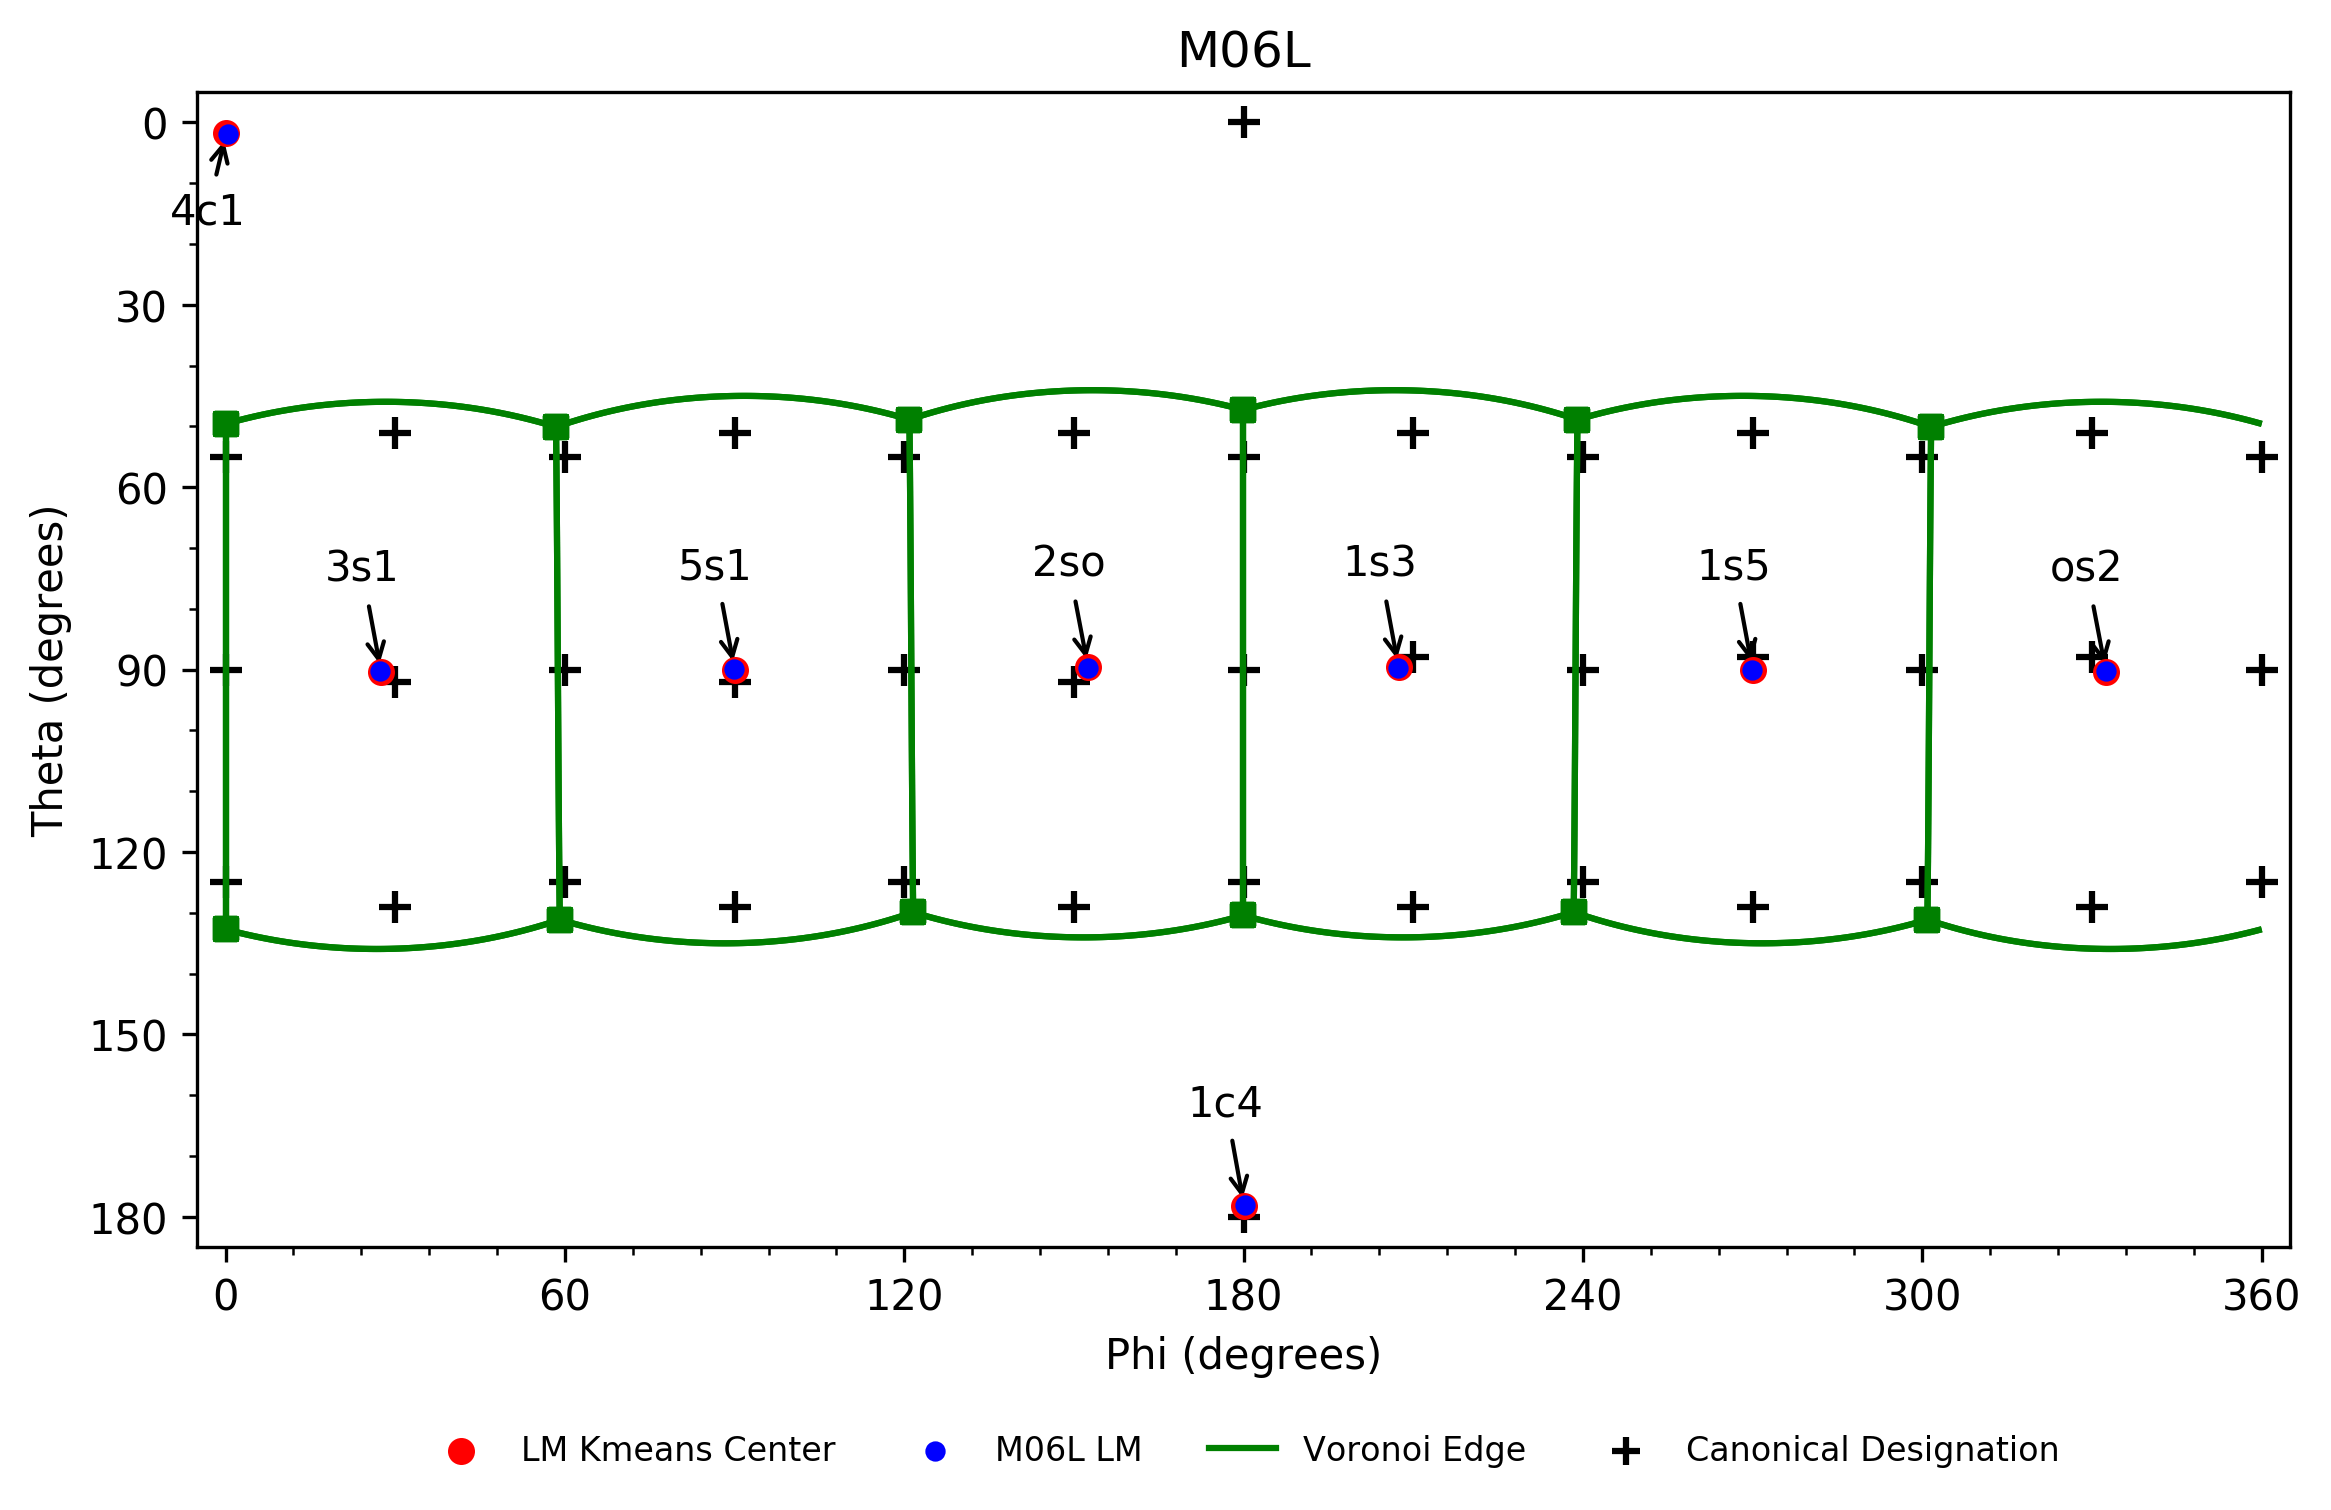 M06L
0
30
60
90
120
150
180
Theta (degrees)
4c1
3s1
5s1
2so
1s3
1s5
os2
1c4
0 60 120 180 240 300 360
Phi (degrees)
LM Kmeans Center M06L LM Voronoi Edge Canonical Designation